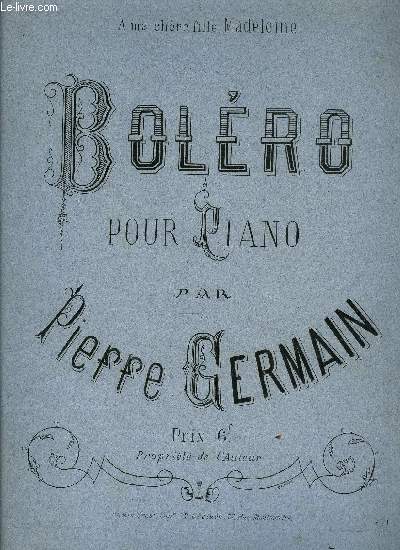 Le-livre.com
A ma chère fille Madeleine
BOLÉRO
POUR PIANO
PAR
Pierre GERMAIN
Prix 6f
Propriété de l'Auteur